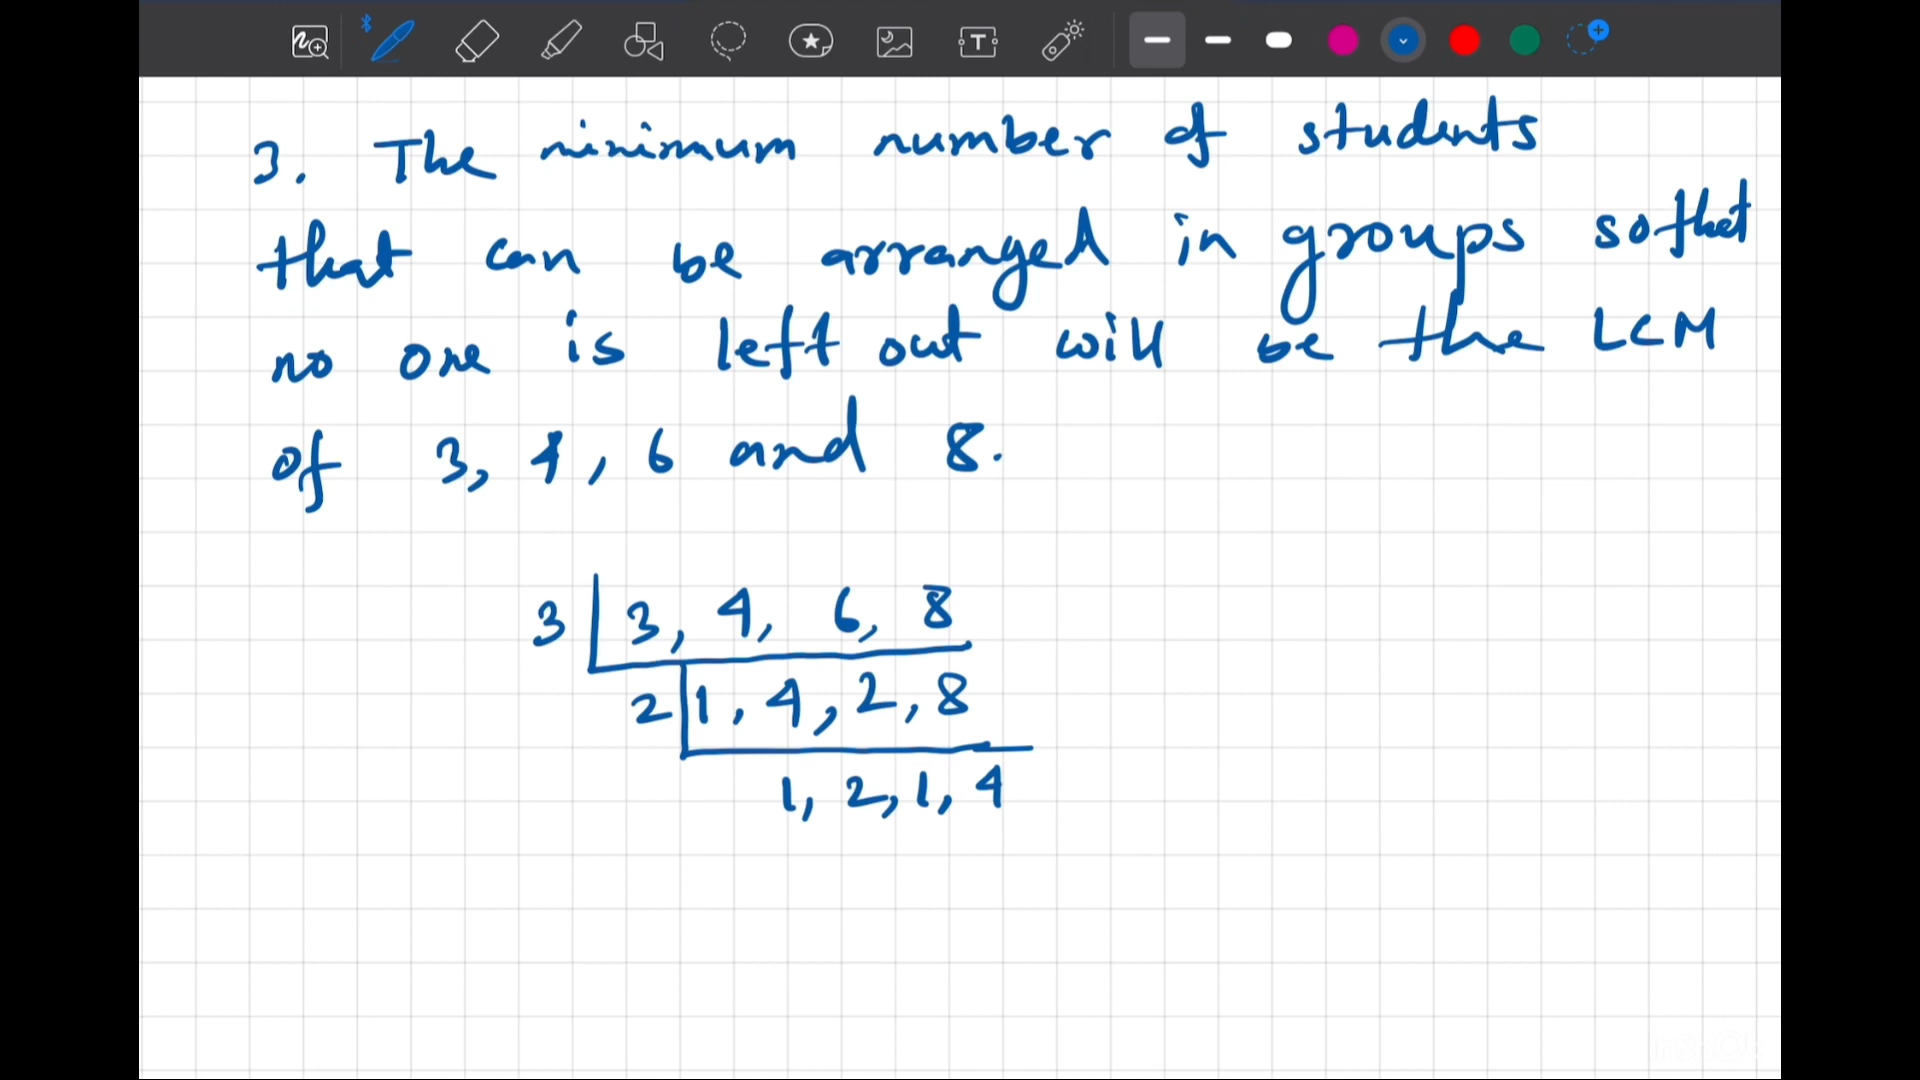 3. The minimum number of students
that can be arranged in groups so that
no one is left out will be the LCM
of 3, 4, 6 and 8.
3 | 3, 4, 6, 8
2 | 1, 4, 2, 8
1, 2, 1, 4